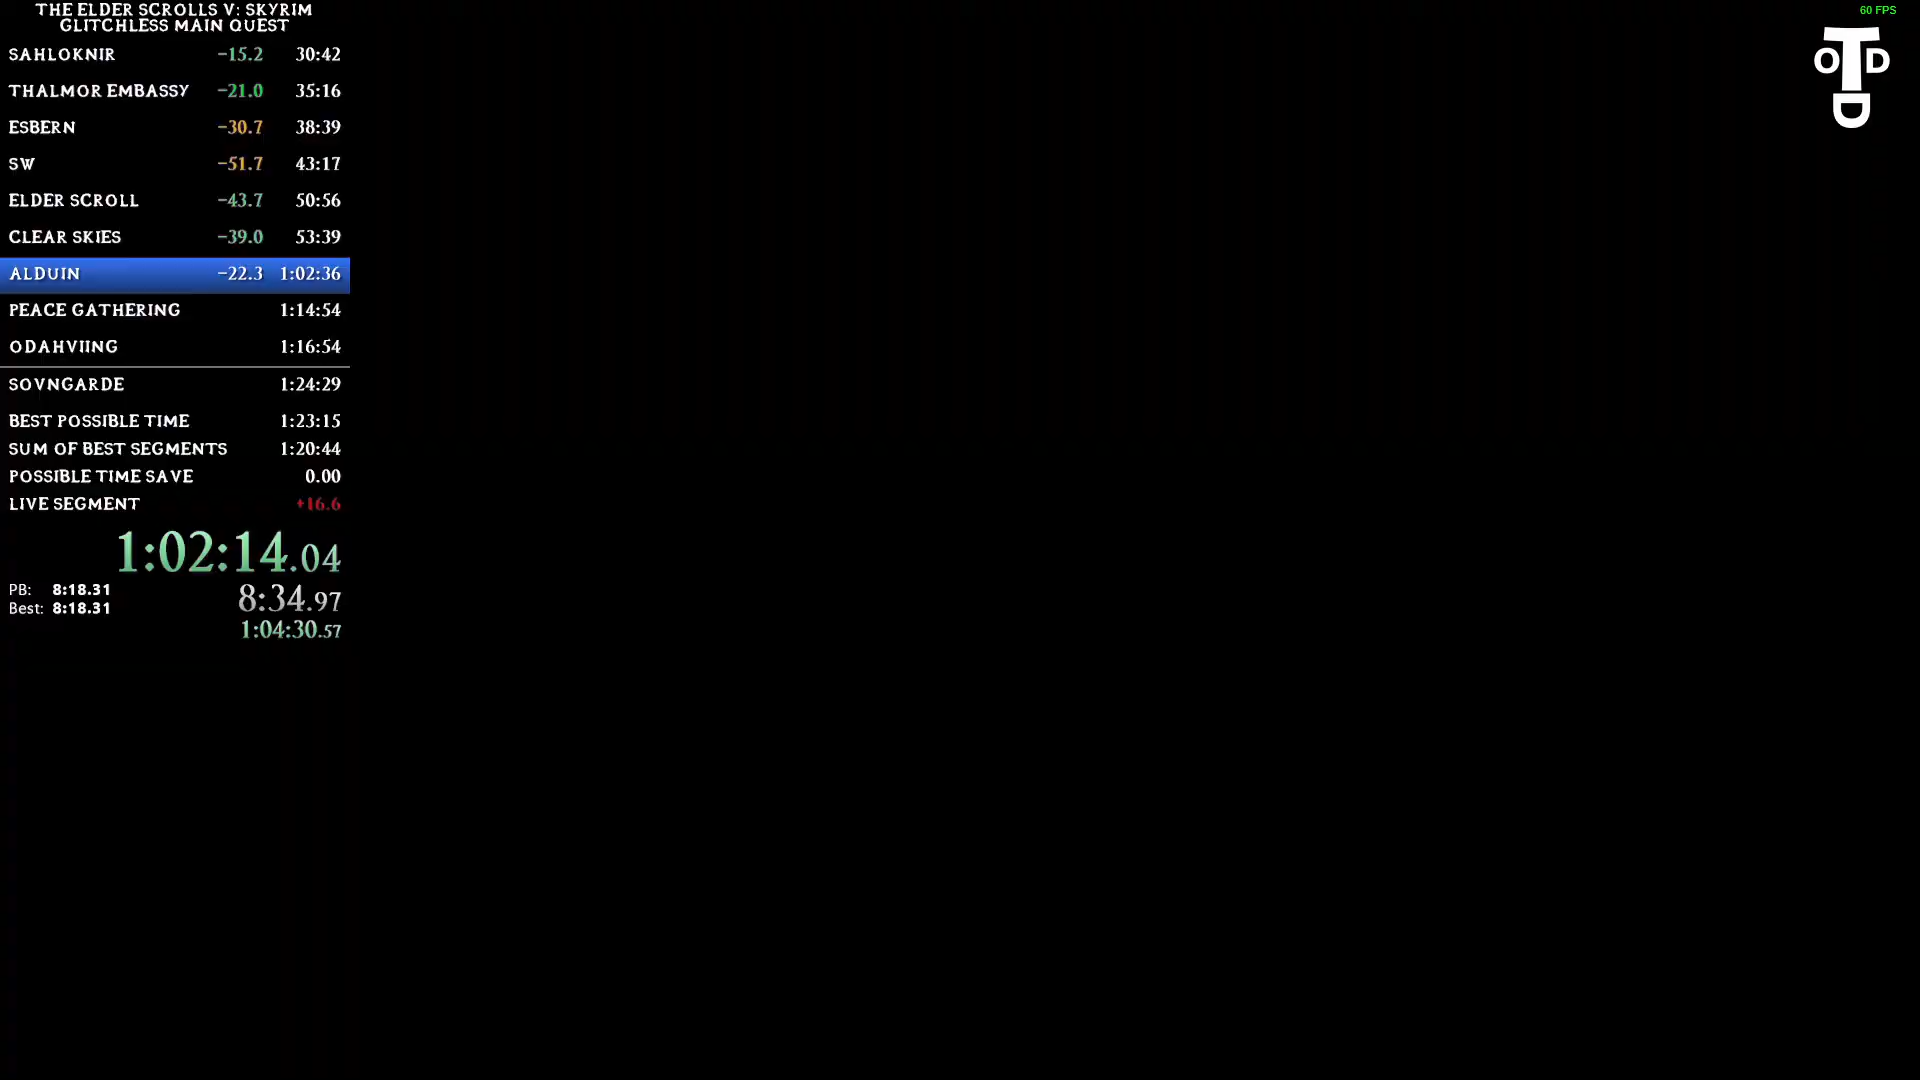 THE ELDER SCROLLS V: SKYRIM
GLITCHLESS MAIN QUEST
60 FPS
O T D
D
SAHLOKNIR −15.2 30:42
THALMOR EMBASSY −21.0 35:16
ESBERN −30.7 38:39
SW −51.7 43:17
ELDER SCROLL −43.7 50:56
CLEAR SKIES −39.0 53:39
ALDUIN −22.3 1:02:36
PEACE GATHERING 1:14:54
ODAHVIING 1:16:54
SOVNGARDE 1:24:29
BEST POSSIBLE TIME 1:23:15
SUM OF BEST SEGMENTS 1:20:44
POSSIBLE TIME SAVE 0.00
LIVE SEGMENT +16.6
1:02:14.04
PB: 8:18.31
Best: 8:18.31
8:34.97
1:04:30.57